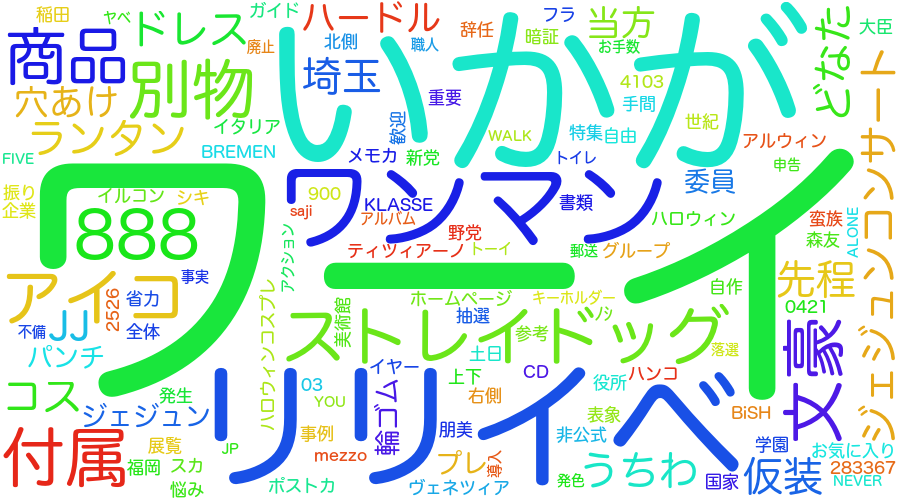 稲田
ヤベ
ガイド
ハードル
辞任
フラ
当方
大臣
ドレス
廃止
北側
職人
暗証
お手数
商品
別物
いかが
どなた
埼玉
4103
穴あけ
重要
手間
ランタン
イタリア
歓迎
世紀
コンサート
FIVE
BREMEN
メモカ
新党
WALK
特集
自由
アルウィン
トイレ
申告
振り
企業
イルコン
シキ
900
saji
ワンマン
KLASSE
アルバム
書類
委員
ハロウィン
蛮族
森友
ALONE
888
ワーイ
野党
ティツィアーノ
トーイ
郵送
グループ
アクション
事実
先程
アイコ
2526
省力
不備
全体
JJ
自作
ホームページ
キーホルダー
0421
美術館
ストレイドッグ
抽選
参考
ﾉｼ
落選
文豪
ジェジュン
パンチ
ハロウィンコスプレ
イヤー
土日
CD
役所
ハンコ
コス
発生
03
YOU
輪ゴム
上下
右側
リリイベ
表象
BiSH
ジェジュン
付属
展覧
JP
事例
朋美
非公式
学園
お気に入り
福岡
スカ
mezzo
プレ
導入
うちわ
仮装
283367
悩み
ポストカ
ヴェネツィア
発色
国家
NEVER